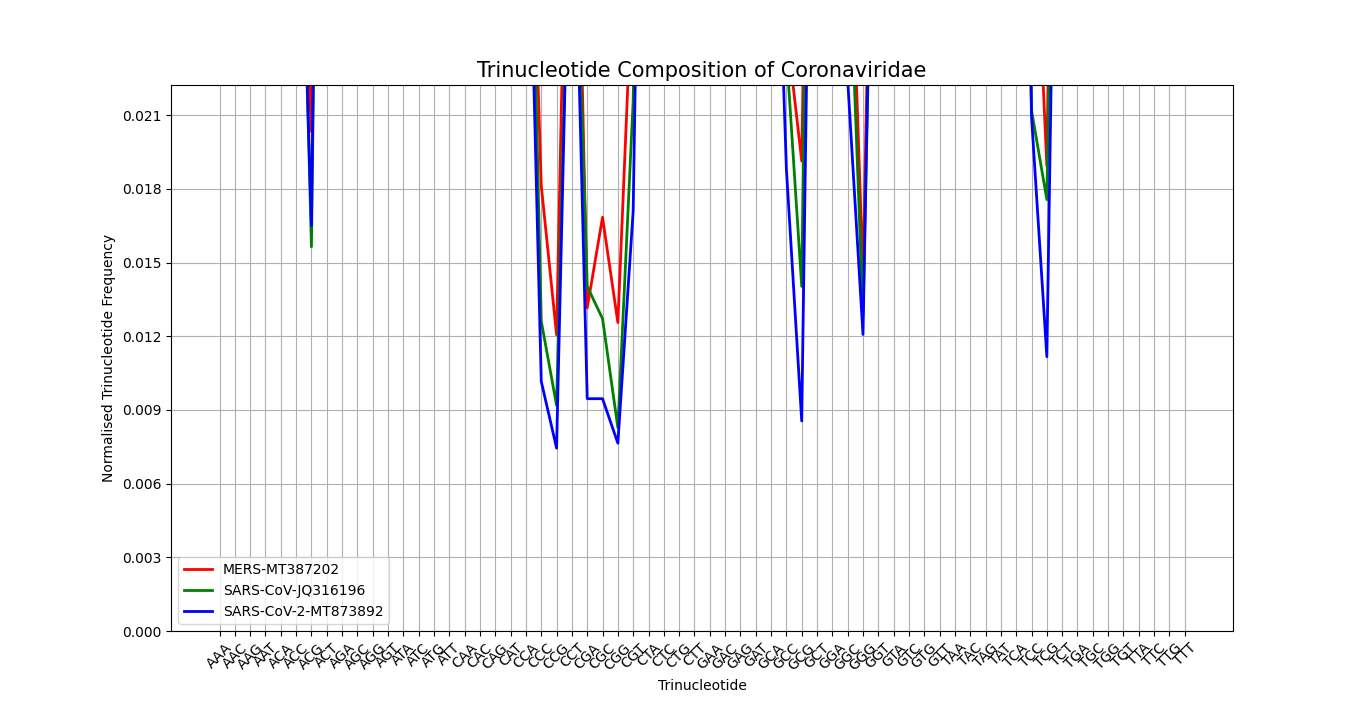 Trinucleotide Composition of Coronaviridae
Normalised Trinucleotide Frequency
0.021
0.018
0.015
0.012
0.009
0.006
0.003
0.000
MERS-MT387202
SARS-CoV-JQ316196
SARS-CoV-2-MT873892
AAA AAC AAG AAT ACA ACC ACG ACT AGA AGC AGG AGT ATA ATC ATG ATT CAA CAC CAG CAT CCA CCC CCG CCT CGA CGC CGG CGT CTA CTC CTG CTT GAA GAC GAG GAT GCA GCC GCG GCT GGA GGC GGG GGT GTA GTC GTG GTT TAA TAC TAG TAT TCA TCC TCG TCT TGA TGC TGG TGT TTA TTC TTG TTT
Trinucleotide